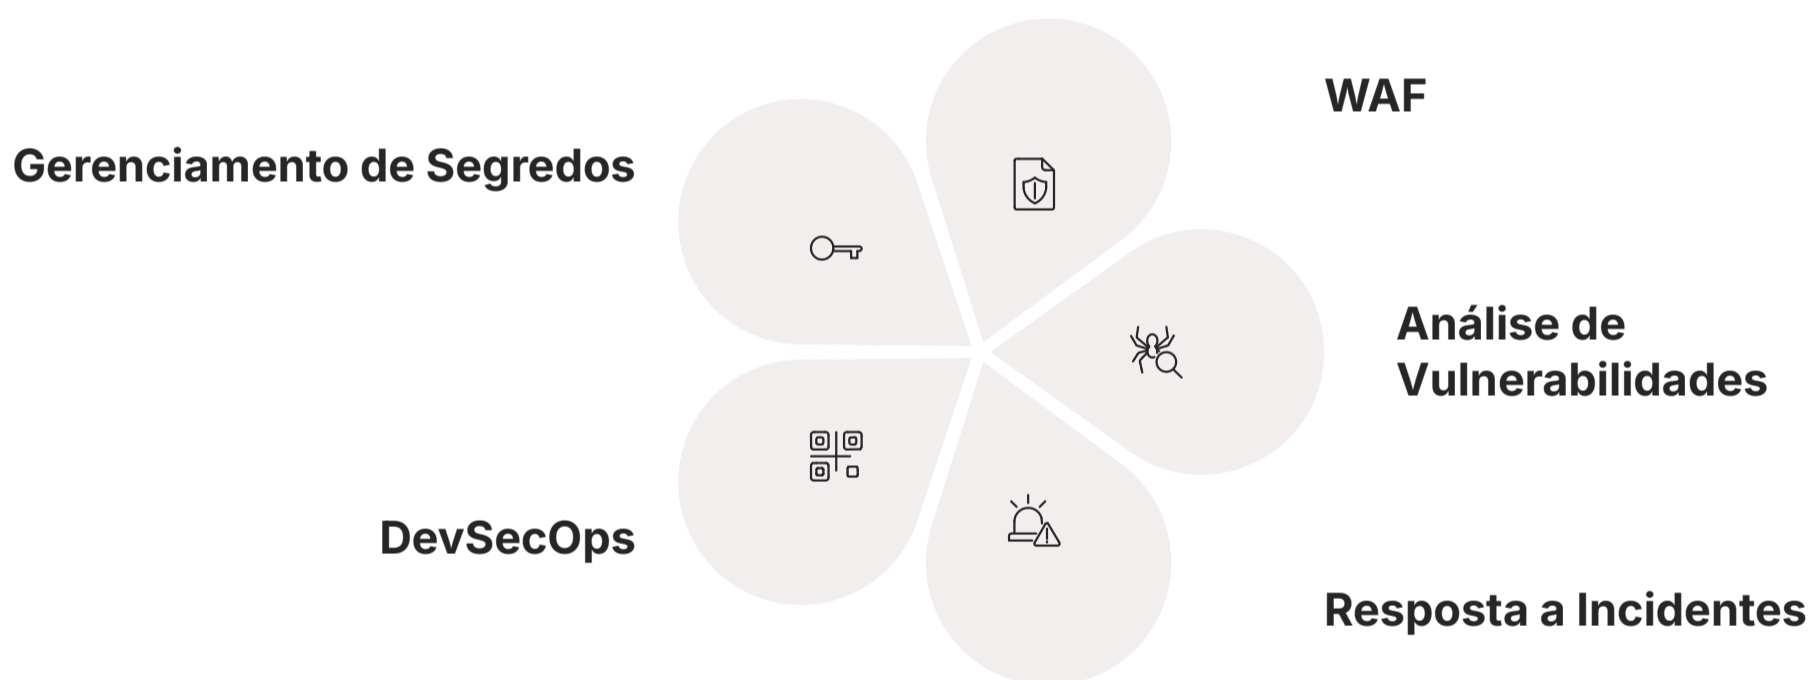 WAF
Gerenciamento de Segredos
Análise de
Vulnerabilidades
DevSecOps
Resposta a Incidentes